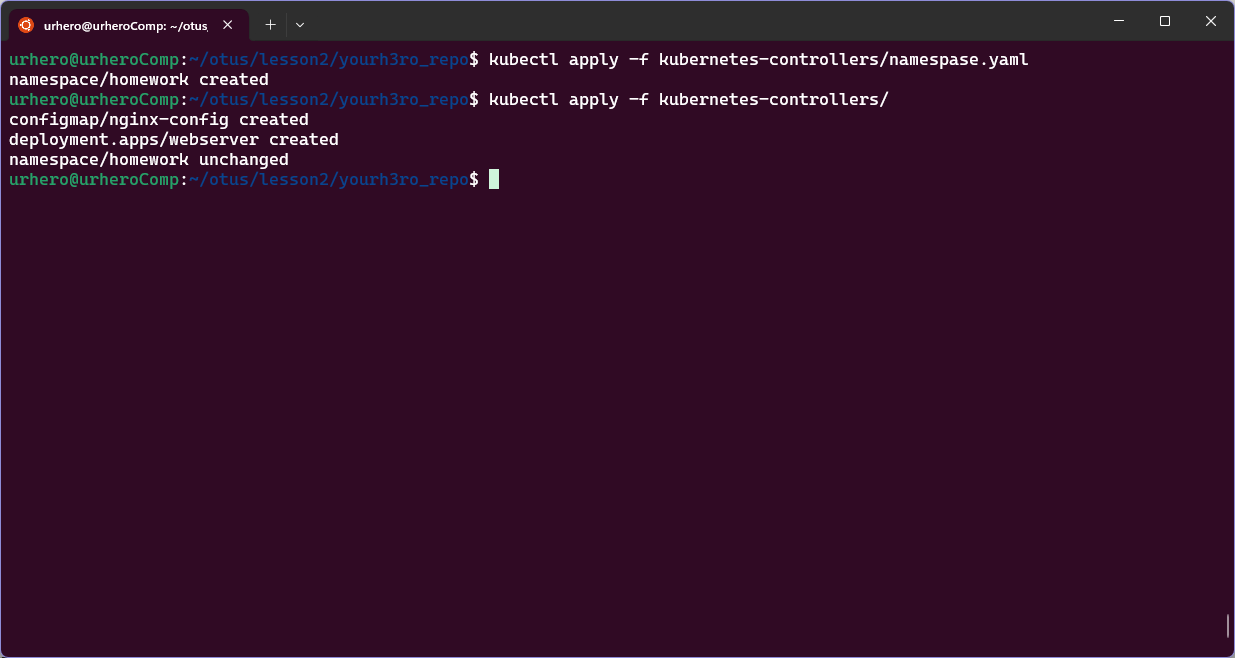 urhero@urheroComp: ~/otus,
urhero@urheroComp:~/otus/lesson2/yourh3ro_repo$ kubectl apply -f kubernetes-controllers/namespase.yaml
namespace/homework created
urhero@urheroComp:~/otus/lesson2/yourh3ro_repo$ kubectl apply -f kubernetes-controllers/
configmap/nginx-config created
deployment.apps/webserver created
namespace/homework unchanged
urhero@urheroComp:~/otus/lesson2/yourh3ro_repo$